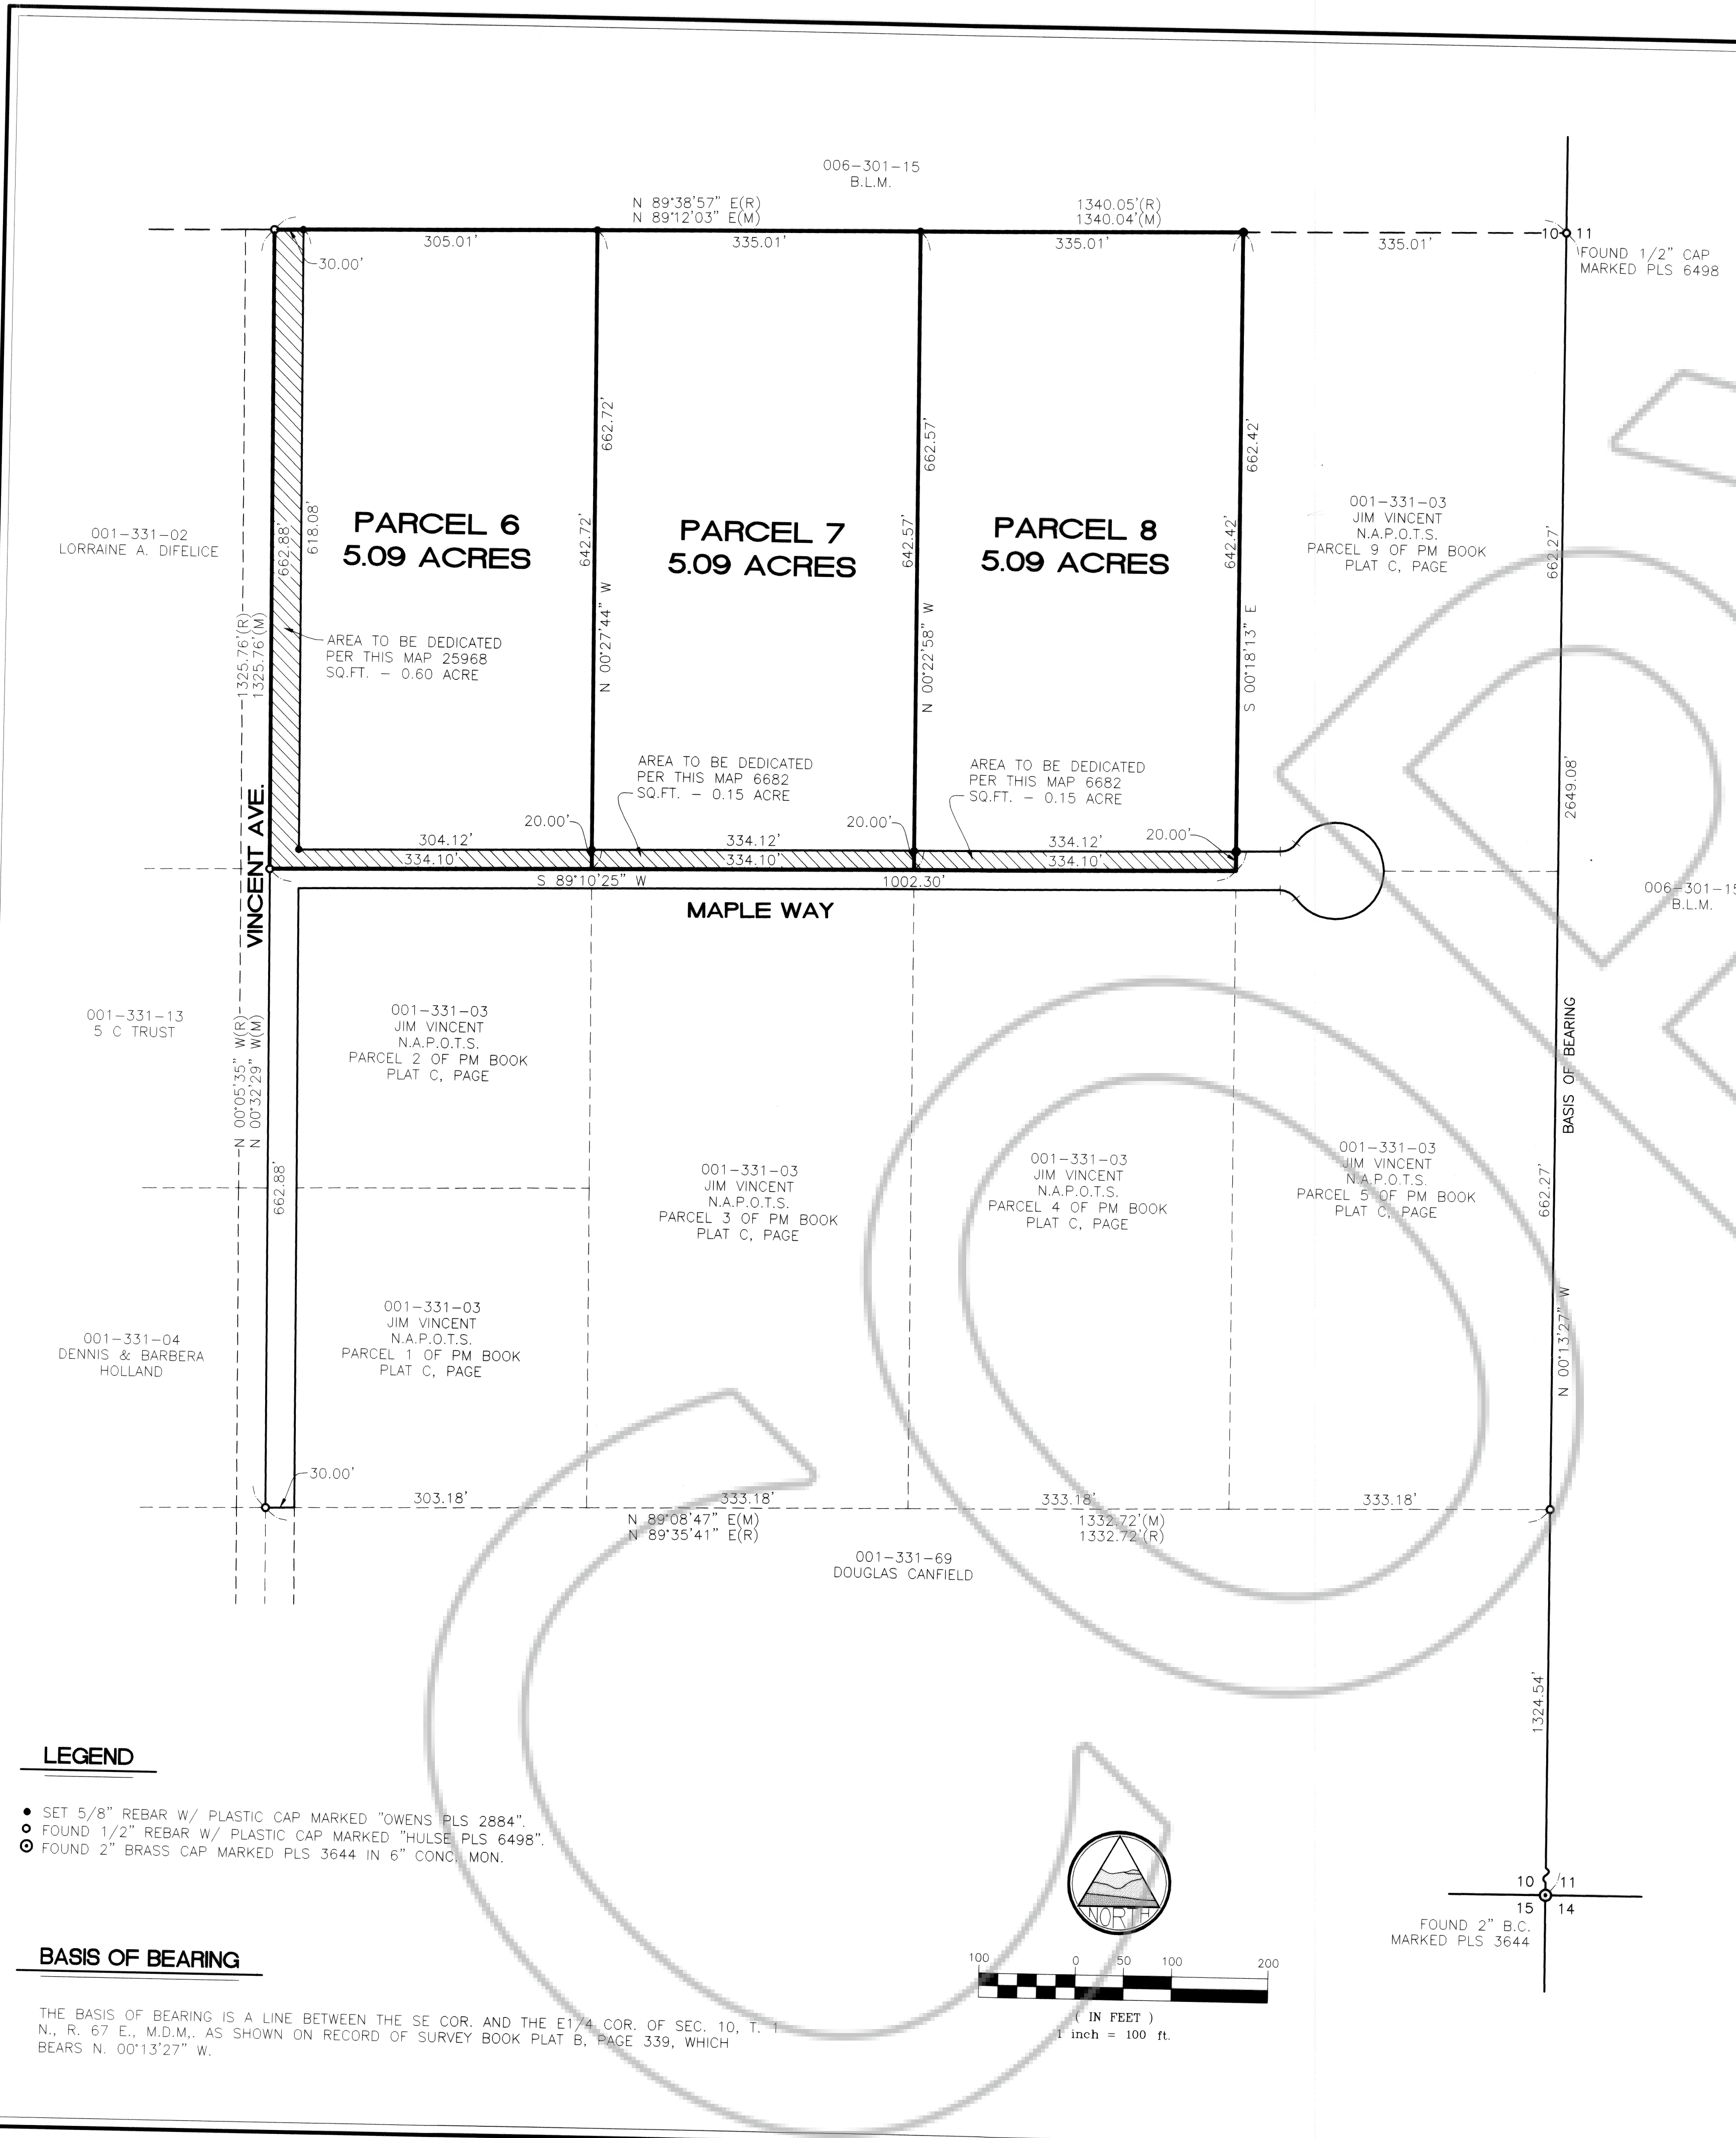 006-301-15
B.L.M.
N 89°38'57" E(R)
N 89°12'03" E(M)
1340.05'(R)
1340.04'(M)
305.01'
335.01'
335.01'
335.01'
30.00'
10 11
FOUND 1/2" CAP
MARKED PLS 6498
662.72'
662.57'
662.42'
662.88'
618.08'
642.72'
642.57'
642.42'
662.27'
PARCEL 6
5.09 ACRES
PARCEL 7
5.09 ACRES
PARCEL 8
5.09 ACRES
001-331-03
JIM VINCENT
N.A.P.O.T.S.
PARCEL 9 OF PM BOOK
PLAT C, PAGE
001-331-02
LORRAINE A. DIFELICE
1325.76'(R)
1325.76'(M)
N 00°27'44" W
N 00°22'58" W
S 00°18'13" E
AREA TO BE DEDICATED
PER THIS MAP 25968
SQ.FT. - 0.60 ACRE
AREA TO BE DEDICATED
PER THIS MAP 6682
SQ.FT. - 0.15 ACRE
AREA TO BE DEDICATED
PER THIS MAP 6682
SQ.FT. - 0.15 ACRE
2649.08'
20.00'
20.00'
20.00'
304.12'
334.12'
334.12'
334.10'
334.10'
334.10'
S 89°10'25" W
1002.30'
VINCENT AVE.
MAPLE WAY
006-301-15
B.L.M.
001-331-13
5 C TRUST
N 00°05'35" W(R)
N 00°32'29" W(M)
001-331-03
JIM VINCENT
N.A.P.O.T.S.
PARCEL 2 OF PM BOOK
PLAT C, PAGE
BASIS OF BEARING
662.88'
001-331-03
JIM VINCENT
N.A.P.O.T.S.
PARCEL 3 OF PM BOOK
PLAT C, PAGE
001-331-03
JIM VINCENT
N.A.P.O.T.S.
PARCEL 4 OF PM BOOK
PLAT C, PAGE
001-331-03
JIM VINCENT
N.A.P.O.T.S.
PARCEL 5 OF PM BOOK
PLAT C, PAGE
662.27'
N 00°13'27" W
001-331-04
DENNIS & BARBERA
HOLLAND
001-331-03
JIM VINCENT
N.A.P.O.T.S.
PARCEL 1 OF PM BOOK
PLAT C, PAGE
30.00'
303.18'
333.18'
333.18'
333.18'
N 89°08'47" E(M)
N 89°35'41" E(R)
1332.72'(M)
1332.72'(R)
001-331-69
DOUGLAS CANFIELD
1324.54'
LEGEND
SET 5/8" REBAR W/ PLASTIC CAP MARKED "OWENS PLS 2884".
FOUND 1/2" REBAR W/ PLASTIC CAP MARKED "HULSE PLS 6498".
FOUND 2" BRASS CAP MARKED PLS 3644 IN 6" CONC. MON.
NORTH
10 11
15 14
FOUND 2" B.C.
MARKED PLS 3644
BASIS OF BEARING
THE BASIS OF BEARING IS A LINE BETWEEN THE SE COR. AND THE E1/4 COR. OF SEC. 10, T. 1
N., R. 67 E., M.D.M,. AS SHOWN ON RECORD OF SURVEY BOOK PLAT B, PAGE 339, WHICH
BEARS N. 00°13'27" W.
100 0 50 100 200
( IN FEET )
1 inch = 100 ft.